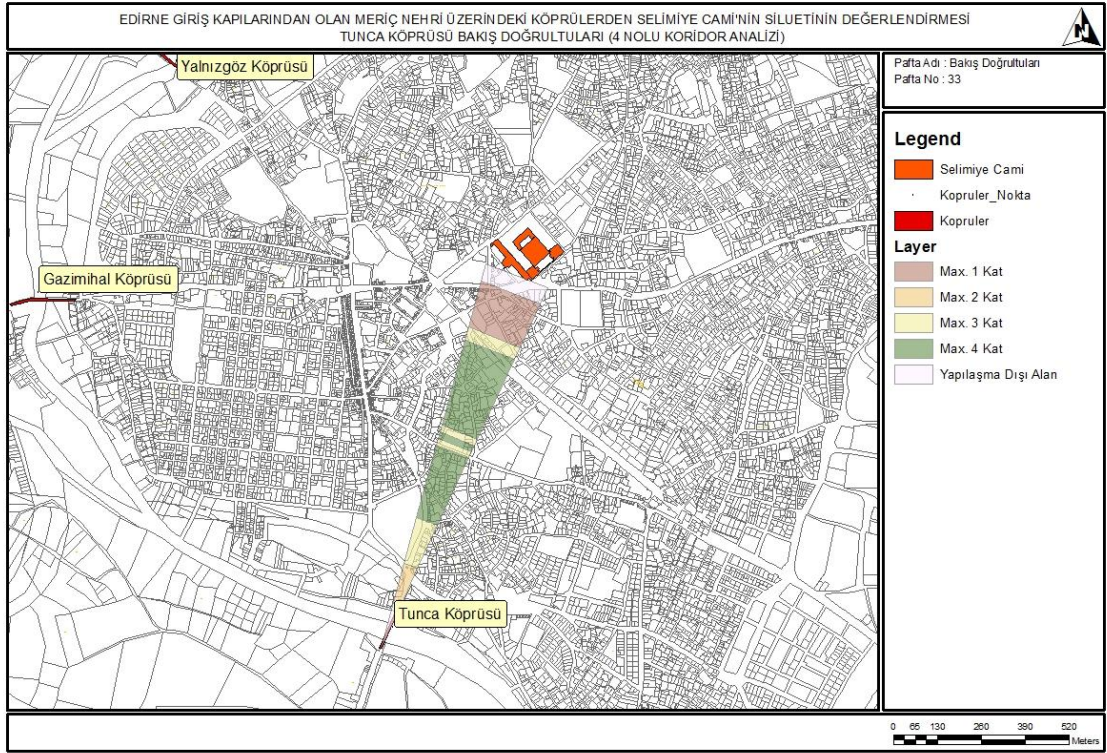 EDİRNE GİRİŞ KAPILARINDAN OLAN MERİÇ NEHRİ ÜZERİNDEKİ KÖPRÜLERDEN SELİMİYE CAMİ'NİN SİLUETİNİN DEĞERLENDİRMESİ
TUNCA KÖPRÜSÜ BAKIŞ DOĞRULTULARI (4 NOLU KORİDOR ANALİZİ)
N
Pafta Adı : Bakış Doğrultuları
Pafta No : 33
Yalnızgöz Köprüsü
Gazimihal Köprüsü
Tunca Köprüsü
Legend
Selimiye Cami
Kopruler_Nokta
Kopruler
Layer
Max. 1 Kat
Max. 2 Kat
Max. 3 Kat
Max. 4 Kat
Yapılaşma Dışı Alan
0 65 130 260 390 520
Meters